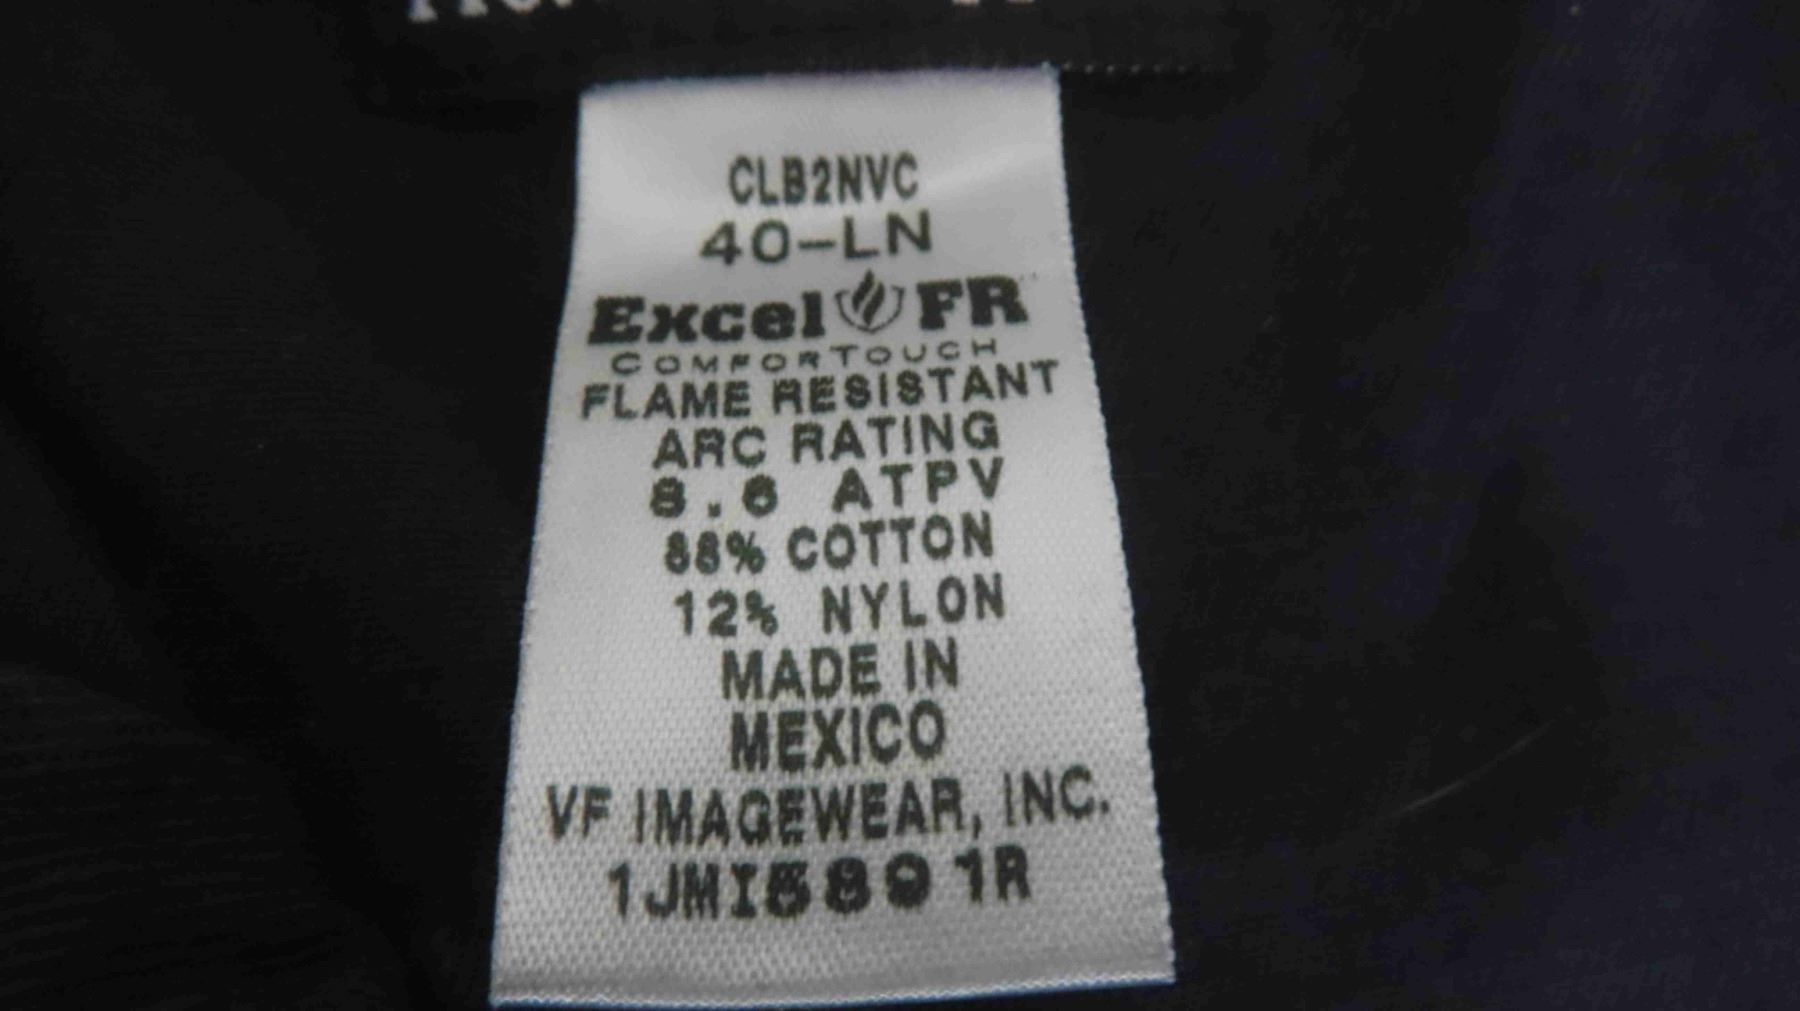 CLB2NVC
40-LN
Excel FR
COMFORTOUCH
FLAME RESISTANT
ARC RATING
8.6 ATPV
88% COTTON
12% NYLON
MADE IN
MEXICO
VF IMAGEWEAR, INC.